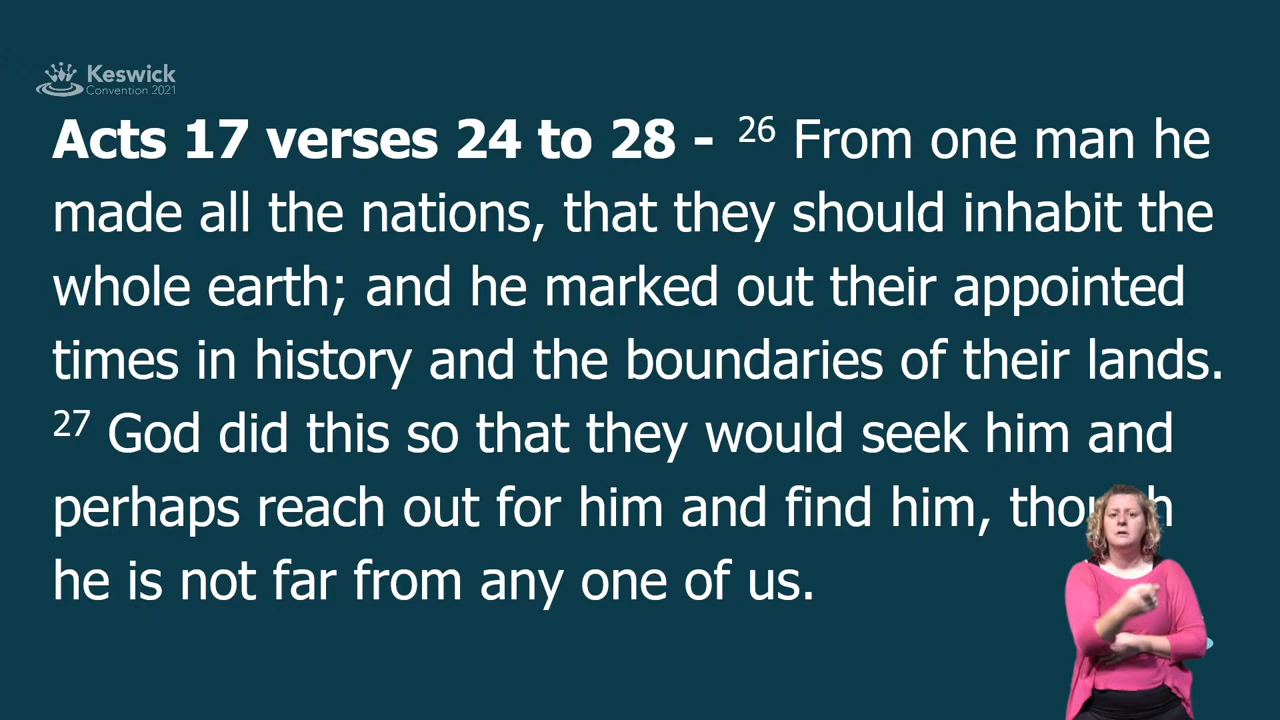 Keswick
Convention 2021
Acts 17 verses 24 to 28 - 26 From one man he
made all the nations, that they should inhabit the
whole earth; and he marked out their appointed
times in history and the boundaries of their lands.
27 God did this so that they would seek him and
perhaps reach out for him and find him, though
he is not far from any one of us.